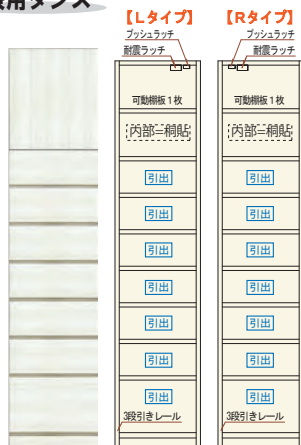 用タンス
【Lタイプ】
プッシュラッチ
耐震ラッチ
可動棚板1枚
内部三桐貼
引出
引出
引出
引出
引出
引出
引出
3段引きレール
【Rタイプ】
プッシュラッチ
耐震ラッチ
可動棚板1枚
内部三桐貼
引出
引出
引出
引出
引出
引出
引出
3段引きレール